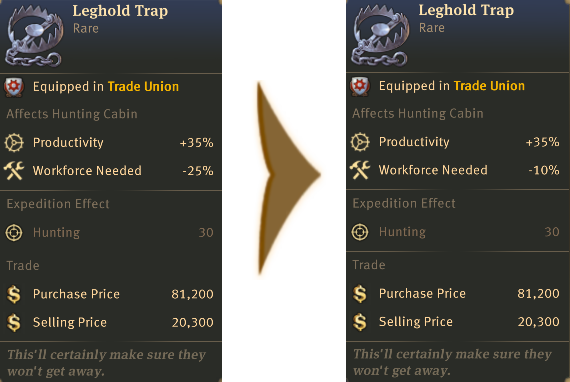 Leghold Trap
Rare
Equipped in Trade Union
Affects Hunting Cabin
Productivity +35%
Workforce Needed -25%
Expedition Effect
Hunting 30
Trade
Purchase Price 81,200
Selling Price 20,300
This'll certainly make sure they
won't get away.
Leghold Trap
Rare
Equipped in Trade Union
Affects Hunting Cabin
Productivity +35%
Workforce Needed -10%
Expedition Effect
Hunting 30
Trade
Purchase Price 81,200
Selling Price 20,300
This'll certainly make sure they
won't get away.